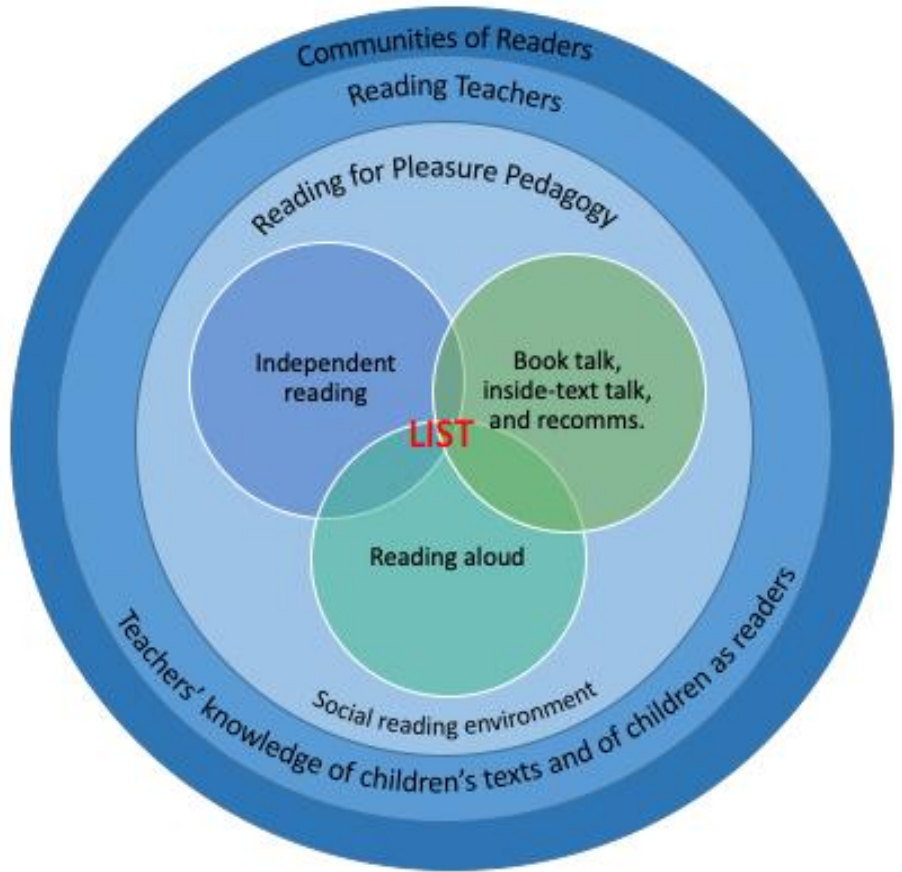 Communities of Readers
Reading Teachers
Reading for Pleasure Pedagogy
Independent
reading
Book talk,
inside-text talk,
and recomms.
LIST
Reading aloud
Social reading environment
Teachers' knowledge of children's texts and of children as readers